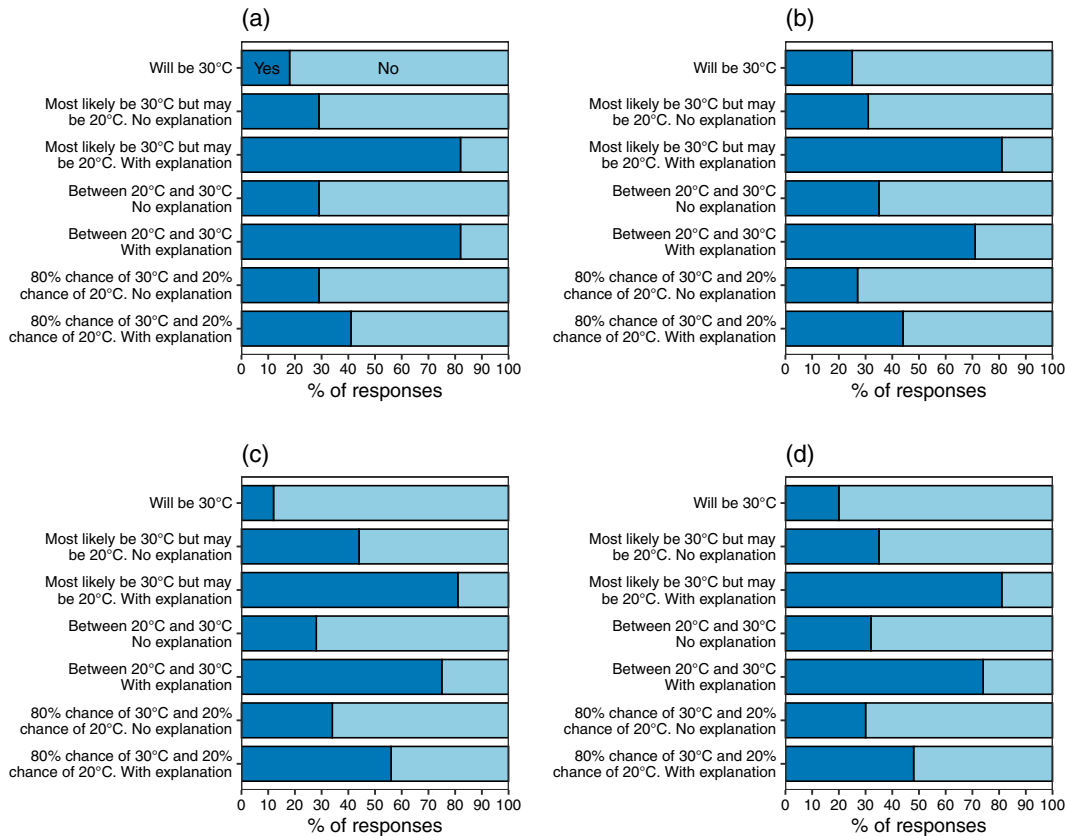 (a)
Will be 30°C
Yes
No
Most likely be 30°C but may
be 20°C. No explanation
Most likely be 30°C but may
be 20°C. With explanation
Between 20°C and 30°C
No explanation
Between 20°C and 30°C
With explanation
80% chance of 30°C and 20%
chance of 20°C. No explanation
80% chance of 30°C and 20%
chance of 20°C. With explanation
0 10 20 30 40 50 60 70 80 90 100
% of responses
(b)
Will be 30°C
Most likely be 30°C but may
be 20°C. No explanation
Most likely be 30°C but may
be 20°C. With explanation
Between 20°C and 30°C
No explanation
Between 20°C and 30°C
With explanation
80% chance of 30°C and 20%
chance of 20°C. No explanation
80% chance of 30°C and 20%
chance of 20°C. With explanation
0 10 20 30 40 50 60 70 80 90 100
% of responses
(c)
Will be 30°C
Most likely be 30°C but may
be 20°C. No explanation
Most likely be 30°C but may
be 20°C. With explanation
Between 20°C and 30°C
No explanation
Between 20°C and 30°C
With explanation
80% chance of 30°C and 20%
chance of 20°C. No explanation
80% chance of 30°C and 20%
chance of 20°C. With explanation
0 10 20 30 40 50 60 70 80 90 100
% of responses
(d)
Will be 30°C
Most likely be 30°C but may
be 20°C. No explanation
Most likely be 30°C but may
be 20°C. With explanation
Between 20°C and 30°C
No explanation
Between 20°C and 30°C
With explanation
80% chance of 30°C and 20%
chance of 20°C. No explanation
80% chance of 30°C and 20%
chance of 20°C. With explanation
0 10 20 30 40 50 60 70 80 90 100
% of responses